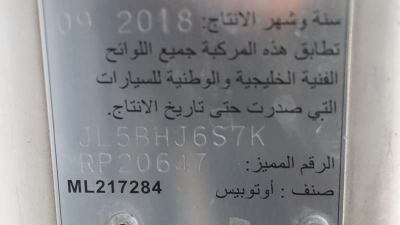 سنة وشهر الانتاج: 2018 09
تطابق هذه المركبة جميع اللوائح
الفنية الخليجية والوطنية للسيارات
التي صدرت حتى تاريخ الانتاج.
JL5BHJ6S7K
الرقم المميز: RP20647
صنف : أوتوبيس ML217284